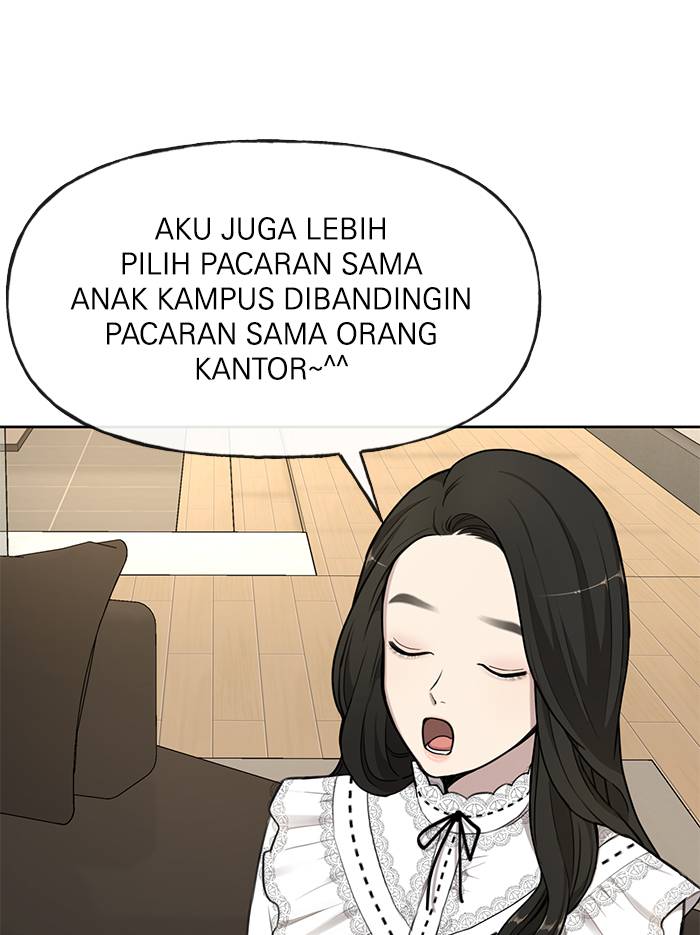 AKU JUGA LEBIH
PILIH PACARAN SAMA
ANAK KAMPUS DIBANDINGIN
PACARAN SAMA ORANG
KANTOR~^^